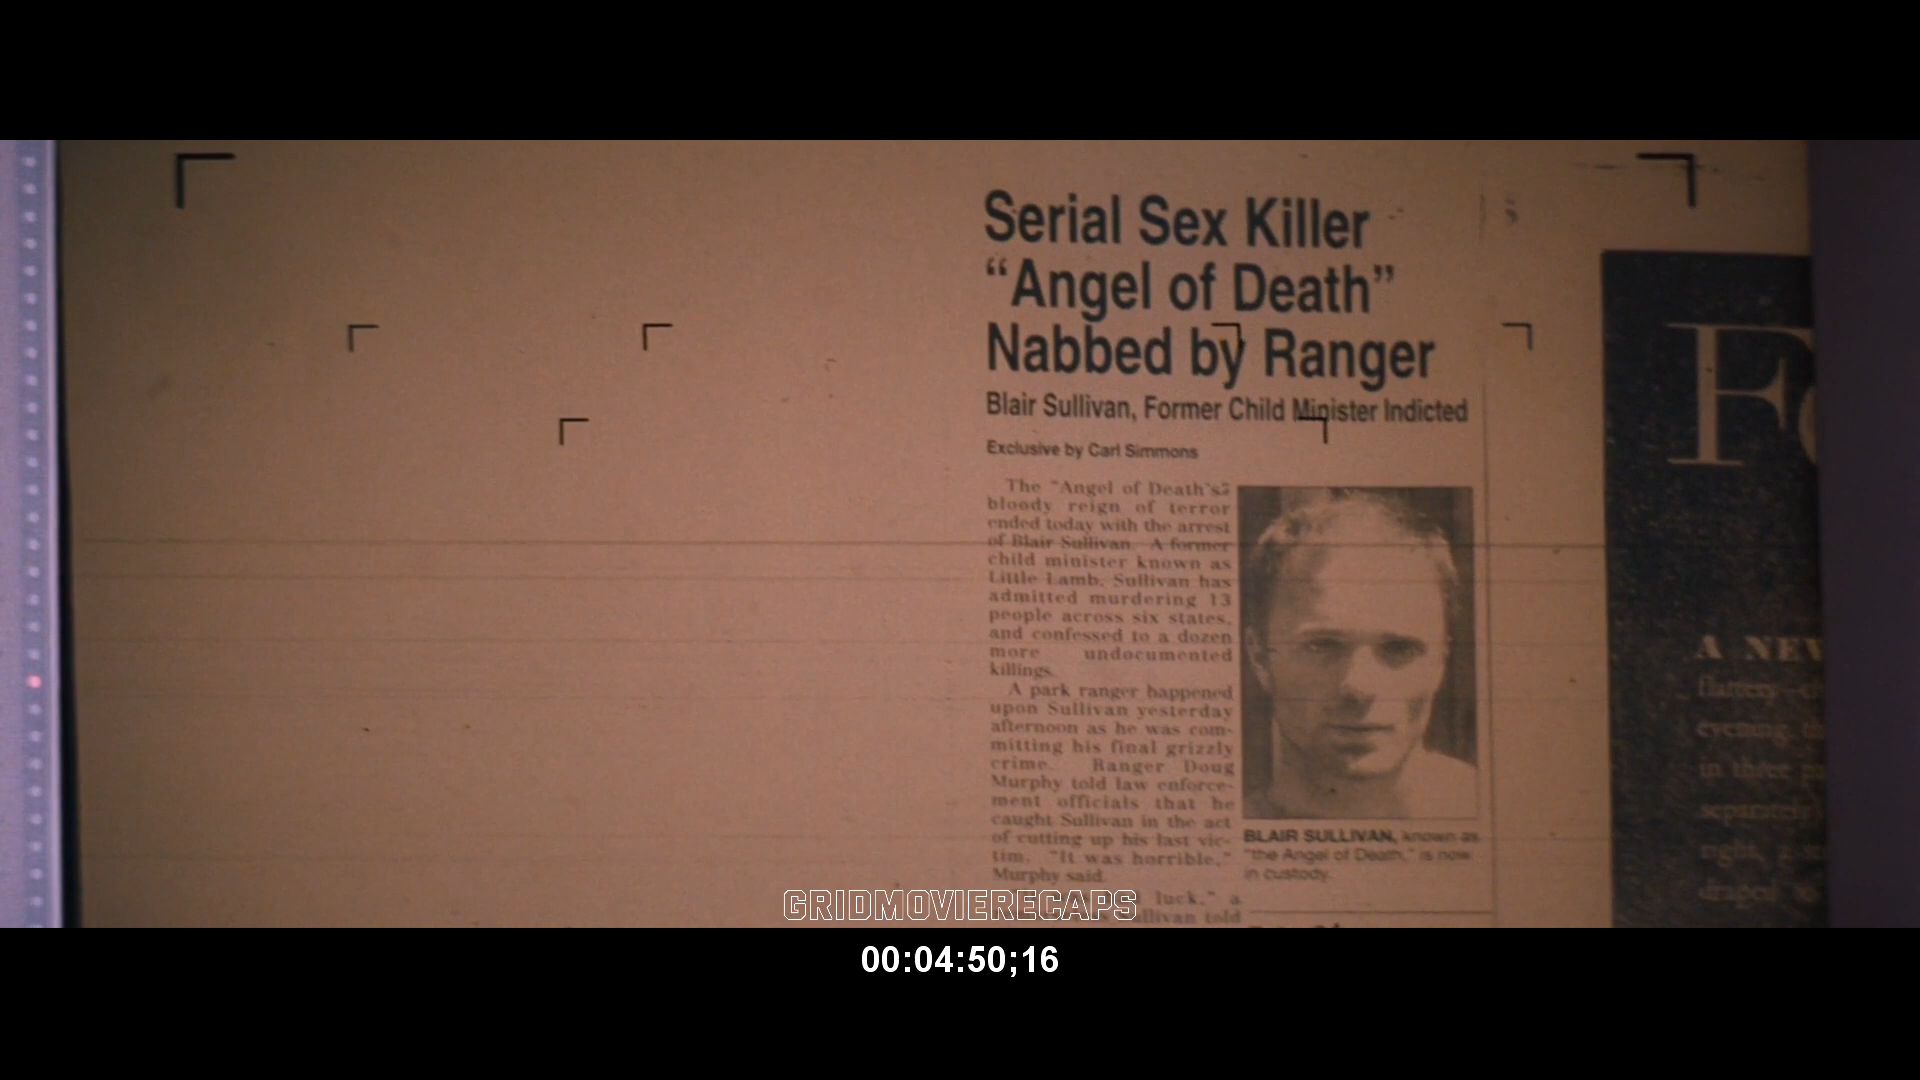 Serial Sex Killer
“Angel of Death”
Nabbed by Ranger
Blair Sullivan, Former Child Minister Indicted
Exclusive by Carl Simmons
The "Angel of Death's
bloody reign of terror
ended today with the arrest
of Blair Sullivan. A former
child minister known as
Little Lamb, Sullivan has
admitted murdering 13
people across six states,
and confessed to a dozen
more undocumented
killings.
A park ranger happened
upon Sullivan yesterday
afternoon as he was com-
mitting his final grizzly
crime. Ranger Doug
Murphy told law enforce-
ment officials that he
caught Sullivan in the act
of cutting up his last vic-
tim. "It was horrible,"
Murphy said.
luck," a
told
BLAIR SULLIVAN, known as
"the Angel of Death," is now
in custody.
A NEW
flattery
evening,
in three
GRIDMOVIERECAPS
00:04:50;16